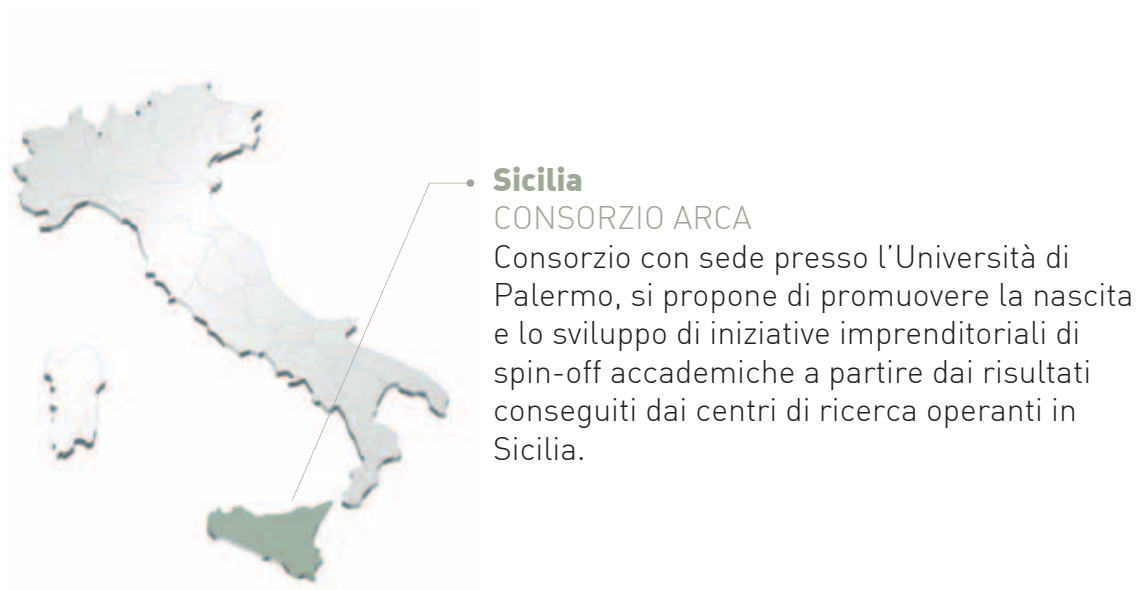 Sicilia
CONSORZIO ARCA
Consorzio con sede presso l'Università di
Palermo, si propone di promuovere la nascita
e lo sviluppo di iniziative imprenditoriali di
spin-off accademiche a partire dai risultati
conseguiti dai centri di ricerca operanti in
Sicilia.